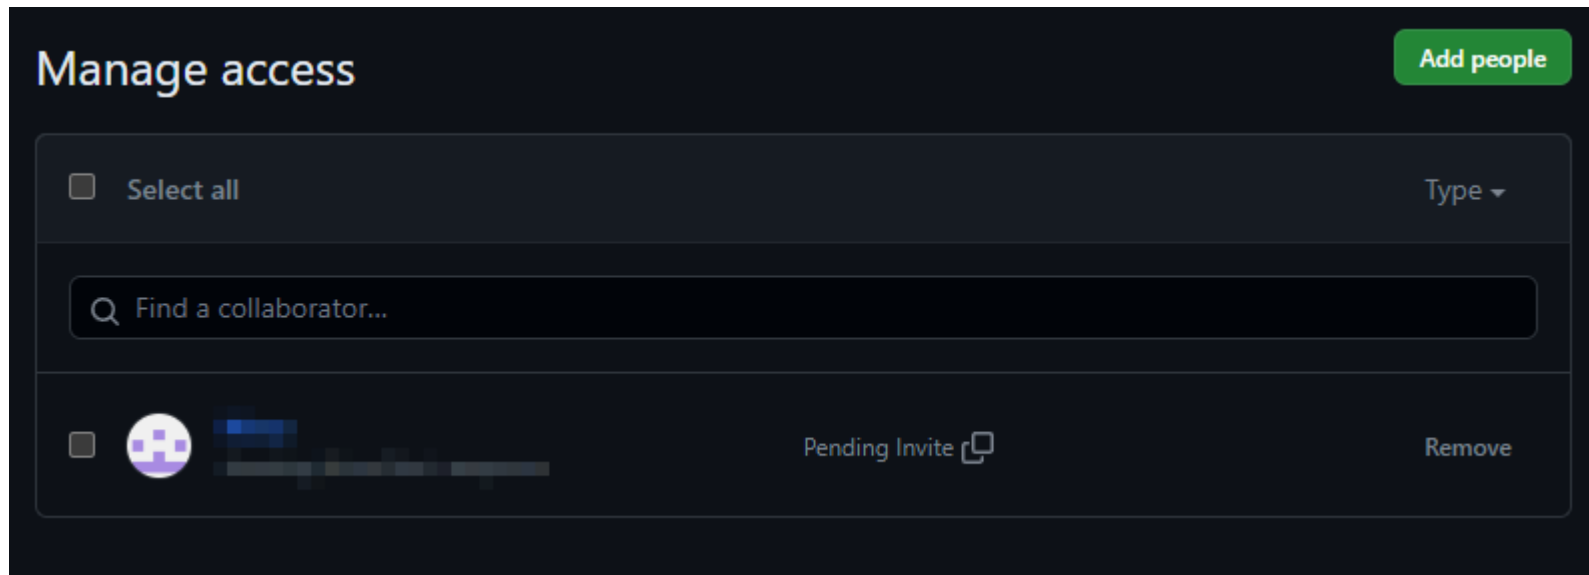 Manage access
Add people
Select all
Type
Find a collaborator...
Pending Invite
Remove